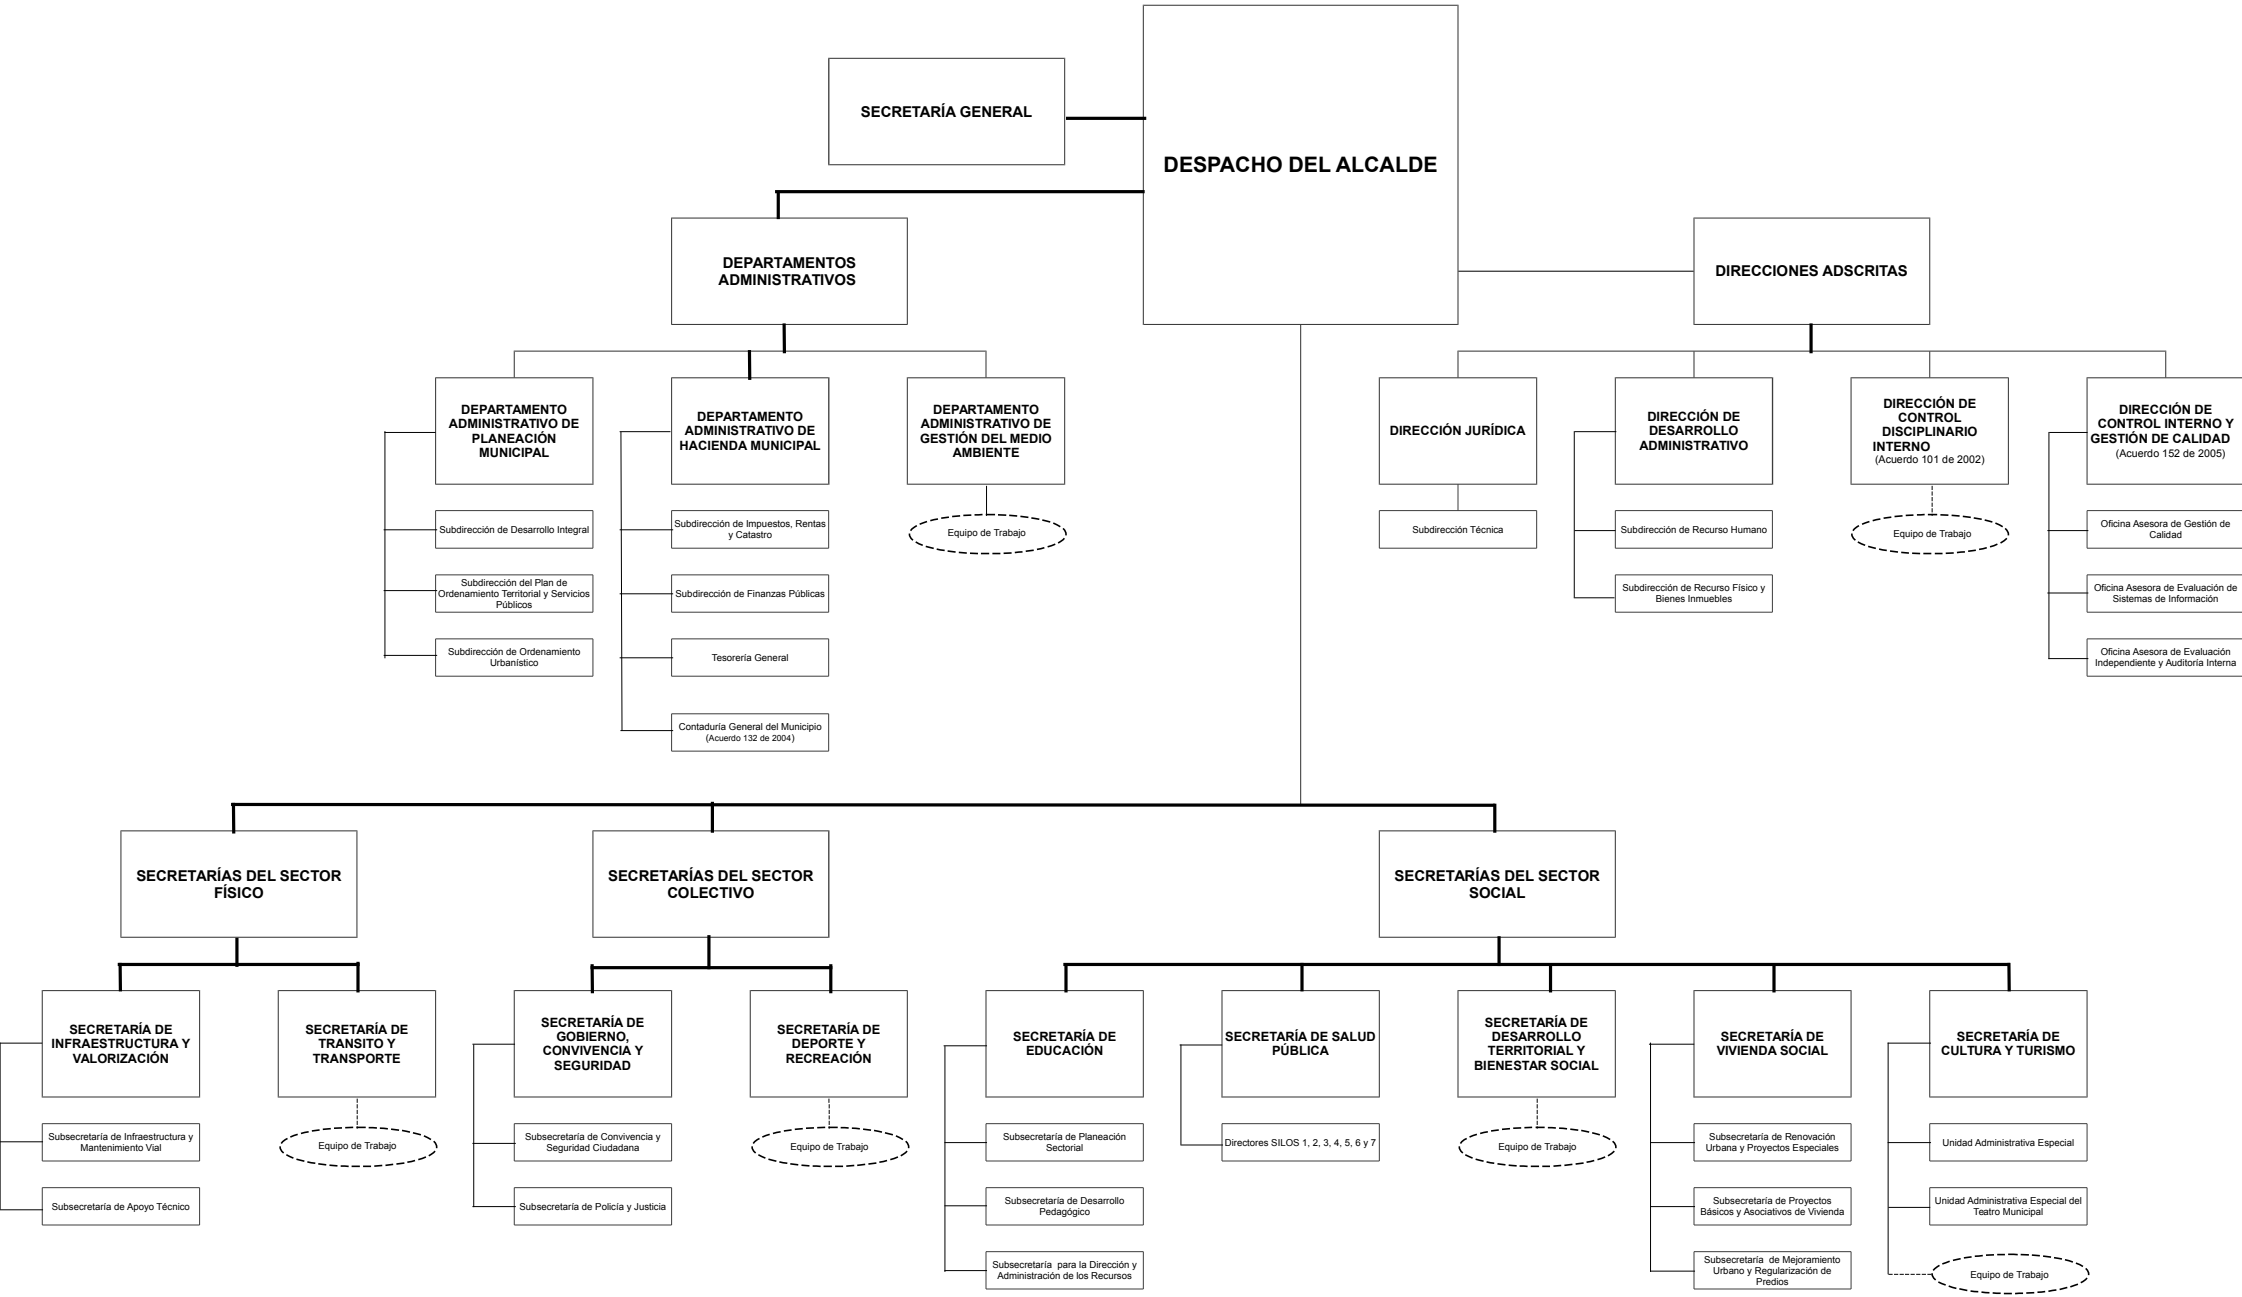 SECRETARÍA GENERAL
DESPACHO DEL ALCALDE
DEPARTAMENTOS
ADMINISTRATIVOS
DIRECCIONES ADSCRITAS
DEPARTAMENTO
ADMINISTRATIVO DE
PLANEACIÓN
MUNICIPAL
Subdirección de Desarrollo Integral
Subdirección del Plan de
Ordenamiento Territorial y Servicios
Públicos
Subdirección de Ordenamiento
Urbanístico
DEPARTAMENTO
ADMINISTRATIVO DE
HACIENDA MUNICIPAL
Subdirección de Impuestos, Rentas
y Catastro
Subdirección de Finanzas Públicas
Tesorería General
Contaduría General del Municipio
(Acuerdo 132 de 2004)
DEPARTAMENTO
ADMINISTRATIVO DE
GESTIÓN DEL MEDIO
AMBIENTE
Equipo de Trabajo
DIRECCIÓN JURÍDICA
Subdirección Técnica
DIRECCIÓN DE
DESARROLLO
ADMINISTRATIVO
Subdirección de Recurso Humano
Subdirección de Recurso Físico y
Bienes Inmuebles
DIRECCIÓN DE
CONTROL
DISCIPLINARIO
INTERNO
(Acuerdo 101 de 2002)
Equipo de Trabajo
DIRECCIÓN DE
CONTROL INTERNO Y
GESTIÓN DE CALIDAD
(Acuerdo 152 de 2005)
Oficina Asesora de Gestión de
Calidad
Oficina Asesora de Evaluación de
Sistemas de Información
Oficina Asesora de Evaluación
Independiente y Auditoría Interna
SECRETARÍAS DEL SECTOR
FÍSICO
SECRETARÍAS DEL SECTOR
COLECTIVO
SECRETARÍAS DEL SECTOR
SOCIAL
SECRETARÍA DE
INFRAESTRUCTURA Y
VALORIZACIÓN
Subsecretaría de Infraestructura y
Mantenimiento Vial
Subsecretaría de Apoyo Técnico
SECRETARÍA DE
TRANSITO Y
TRANSPORTE
Equipo de Trabajo
SECRETARÍA DE
GOBIERNO,
CONVIVENCIA Y
SEGURIDAD
Subsecretaría de Convivencia y
Seguridad Ciudadana
Subsecretaría de Policía y Justicia
SECRETARÍA DE
DEPORTE Y
RECREACIÓN
Equipo de Trabajo
SECRETARÍA DE
EDUCACIÓN
Subsecretaría de Planeación
Sectorial
Subsecretaría de Desarrollo
Pedagógico
Subsecretaría para la Dirección y
Administración de los Recursos
SECRETARÍA DE SALUD
PÚBLICA
Directores SILOS 1, 2, 3, 4, 5, 6 y 7
SECRETARÍA DE
DESARROLLO
TERRITORIAL Y
BIENESTAR SOCIAL
Equipo de Trabajo
SECRETARÍA DE
VIVIENDA SOCIAL
Subsecretaría de Renovación
Urbana y Proyectos Especiales
Subsecretaría de Proyectos
Básicos y Asociativos de Vivienda
Subsecretaría de Mejoramiento
Urbano y Regularización de
Predios
SECRETARÍA DE
CULTURA Y TURISMO
Unidad Administrativa Especial
Unidad Administrativa Especial del
Teatro Municipal
Equipo de Trabajo